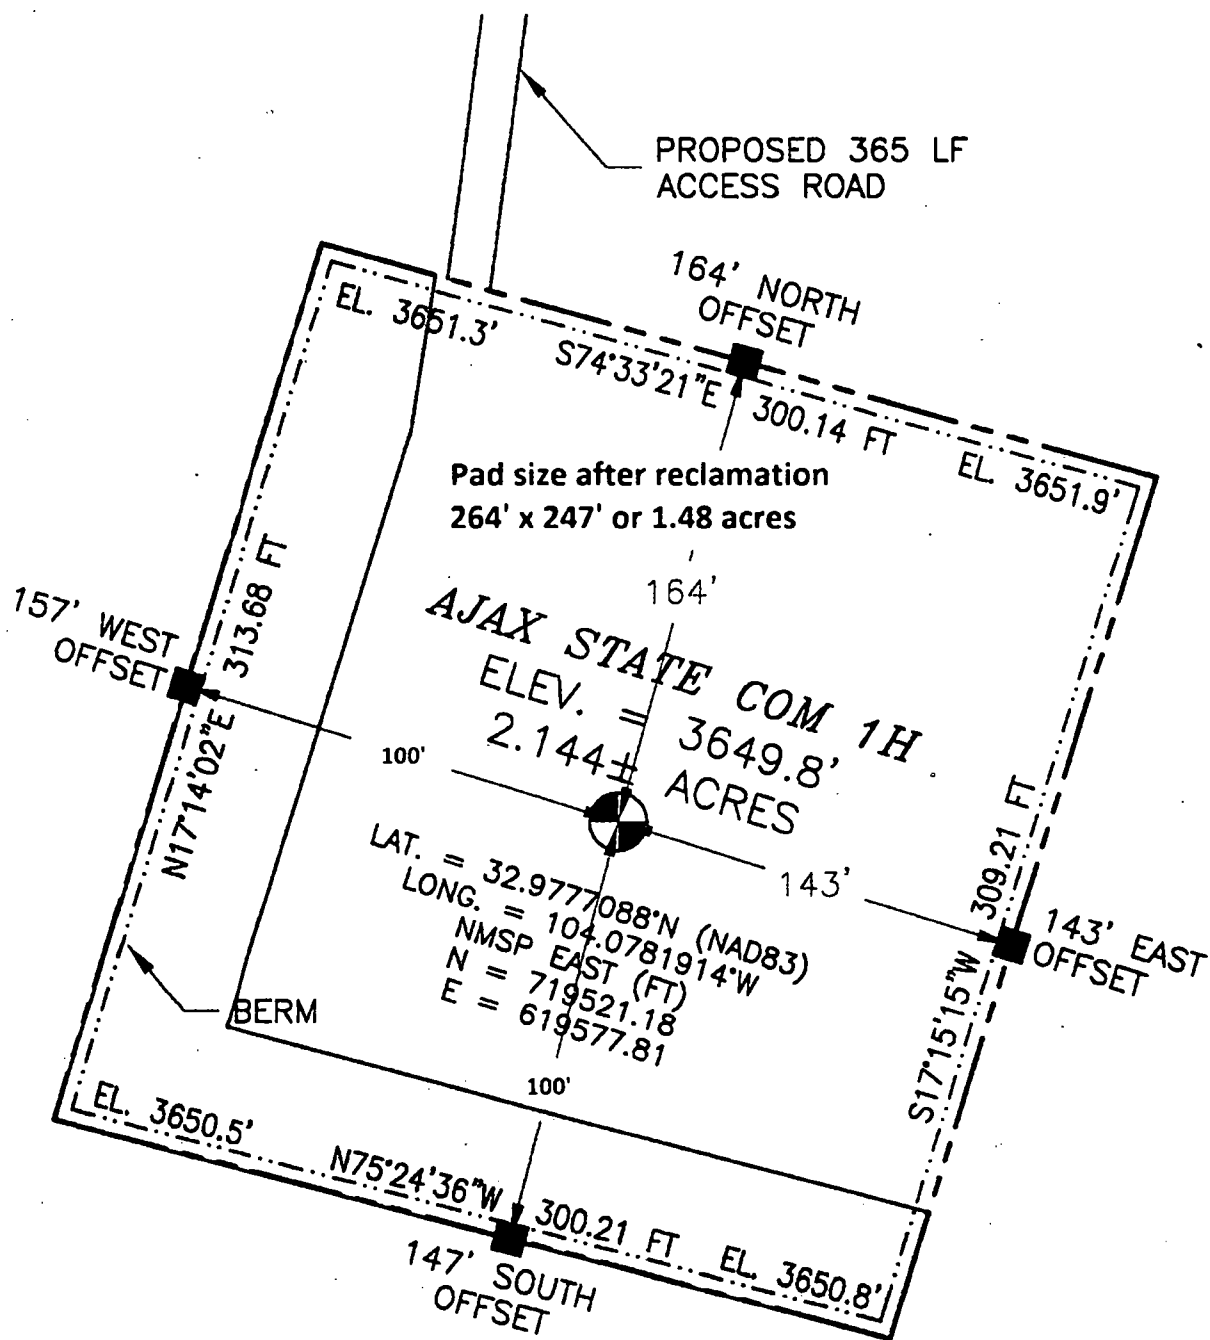 PROPOSED 365 LF
ACCESS ROAD
164' NORTH
OFFSET
EL. 3651.3'
S74°33'21"E
300.14 FT
EL. 3651.9'
Pad size after reclamation
264' x 247' or 1.48 acres
164'
157' WEST
OFFSET
313.68 FT
N17°14'02"E
AJAX STATE COM 1H
ELEV. = 3649.8'
2.144± ACRES
100'
143'
309.21 FT
S17°15'15"W
143' EAST
OFFSET
LAT. = 32.9777088°N (NAD83)
LONG. = 104.0781914°W
NMSP EAST (FT)
N = 719521.18
E = 619577.81
BERM
100'
EL. 3650.5'
N75°24'36"W
300.21 FT
EL. 3650.8'
147' SOUTH
OFFSET